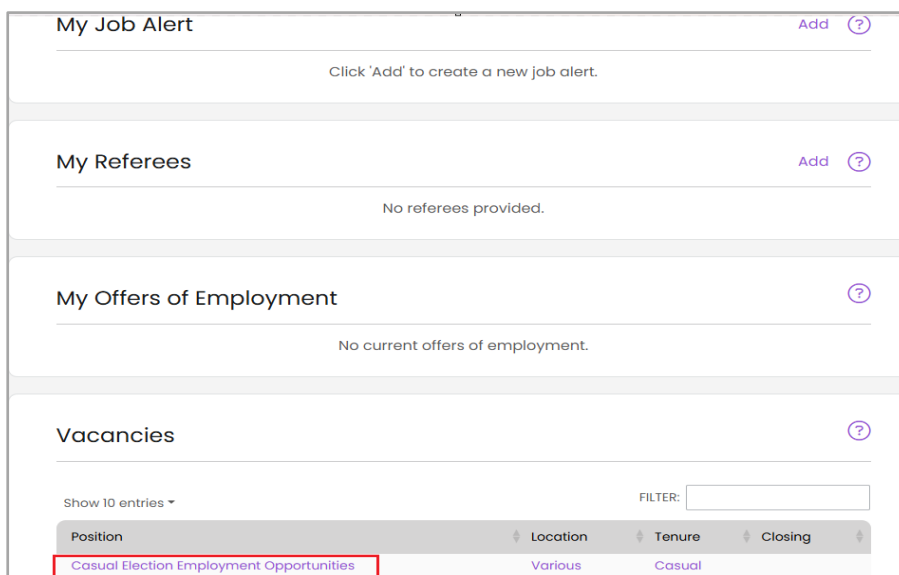 My Job Alert Add ?
Click 'Add' to create a new job alert.
My Referees Add ?
No referees provided.
My Offers of Employment ?
No current offers of employment.
Vacancies ?
Show 10 entries FILTER:
Position Location Tenure Closing
Casual Election Employment Opportunities Various Casual